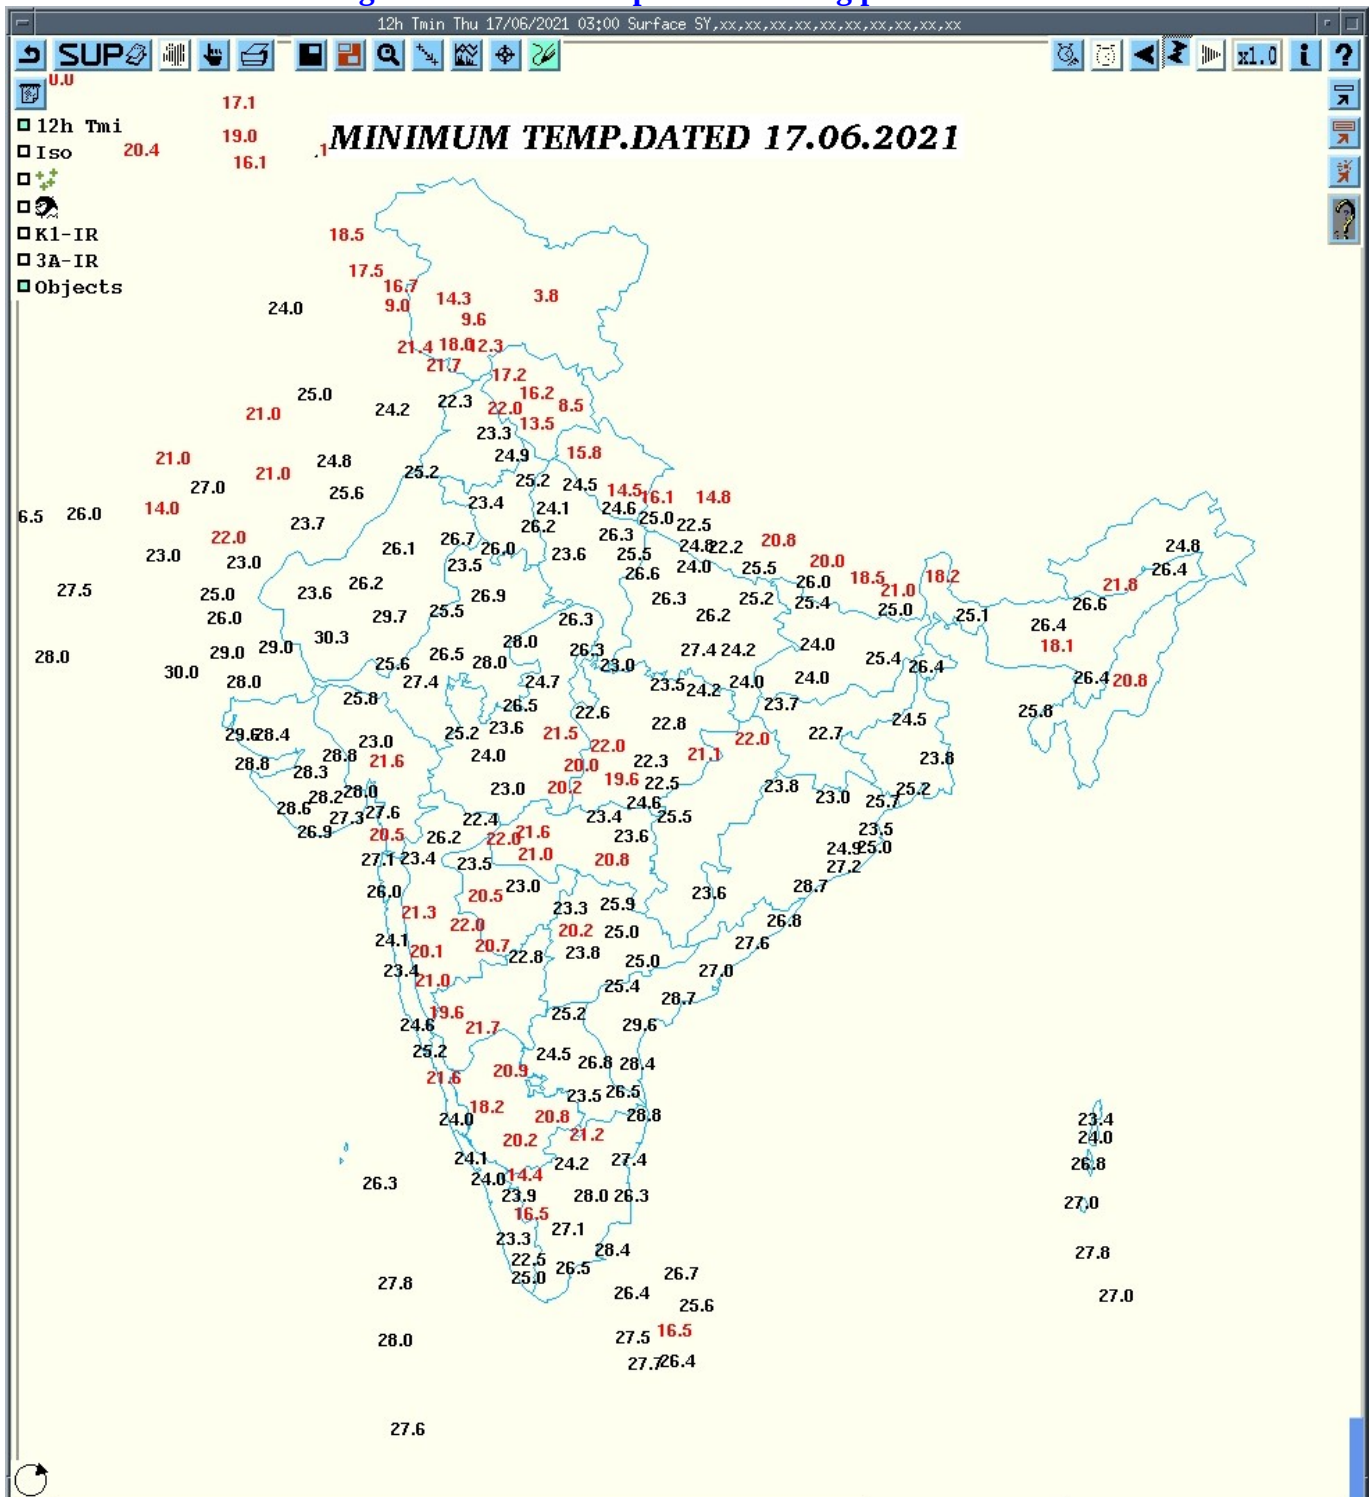 12h Tmin Thu 17/06/2021 03:00 Surface SY,xx,xx,xx,xx,xx,xx,xx,xx,xx,xx
SUP x1.0 i ?
0.0
17.1
12h Tmi
19.0
MINIMUM TEMP.DATED 17.06.2021
Iso 20.4 .1
16.1
K1-IR 18.5
3A-IR
17.5
Objects 16.7
9.0 14.3 3.8
24.0
9.6
21.4 18.0 12.3
21.7
17.2
25.0 16.2
24.2 22.3 22.0 8.5
21.0
13.5
23.3
24.9 15.8
21.0 24.8
21.0 25.2
25.2 24.5
27.0 25.6 14.5 16.1 14.8
23.4
14.0 24.1 24.6
6.5 26.0 25.0
23.7 26.2 22.5
22.0 26.7 26.3 20.8
26.1 26.0 24.8 22.2 24.8
23.0 23.6 25.5
23.0 23.5 24.0 25.5 20.0 26.4
26.6 18.5 18.2
27.5 25.0 23.6 26.2 26.9 26.0 21.0 21.8
26.3 25.2 25.4 26.6
26.0 29.7 25.5 26.3 26.2 25.0 25.1 26.4
30.3 28.0
29.0 29.0 26.3 27.4 24.2 24.0 18.1
28.0 25.6 26.5 28.0 23.0 25.4 26.4
30.0 28.0 27.4 24.7 23.5 24.2 24.0 24.0 26.4 20.8
25.8 26.5 22.6 23.7 25.8
29.6 28.4 25.2 23.6 21.5 22.8 22.7 24.5
23.0 22.0 22.0
28.8 28.8 21.6 24.0 20.0 22.3 21.1 23.8
28.3 19.6 22.5
28.2 28.0 23.0 20.2 23.8 25.2
28.6 27.6 24.6 23.0 25.7
26.9 27.3 22.4 23.4 25.5
20.5 26.2 22.0 21.6 23.6 23.5
27.1 23.4 23.5 21.0 20.8 24.9 25.0
27.2
26.0 20.5 23.0 23.6 28.7
21.3 23.3 25.9
22.0 20.2 25.0 26.8
24.1 20.1 20.7 27.6
22.8 23.8 25.0
23.4 21.0 27.0
25.4
28.7
19.6 25.2
24.6 21.7 29.6
25.2 24.5 26.8 28.4
21.6 20.9
23.5 26.5
18.2
24.0 20.8 28.8 23.4
20.2 21.2 24.0
24.1 24.2 27.4 26.8
26.3 24.0 14.4
23.9 28.0 26.3 27.0
16.5
27.1
23.3
28.4 27.8
22.5
25.0 26.5
26.7
27.8
26.4 27.0
25.6
16.5
28.0 27.5
27.7 26.4
27.6